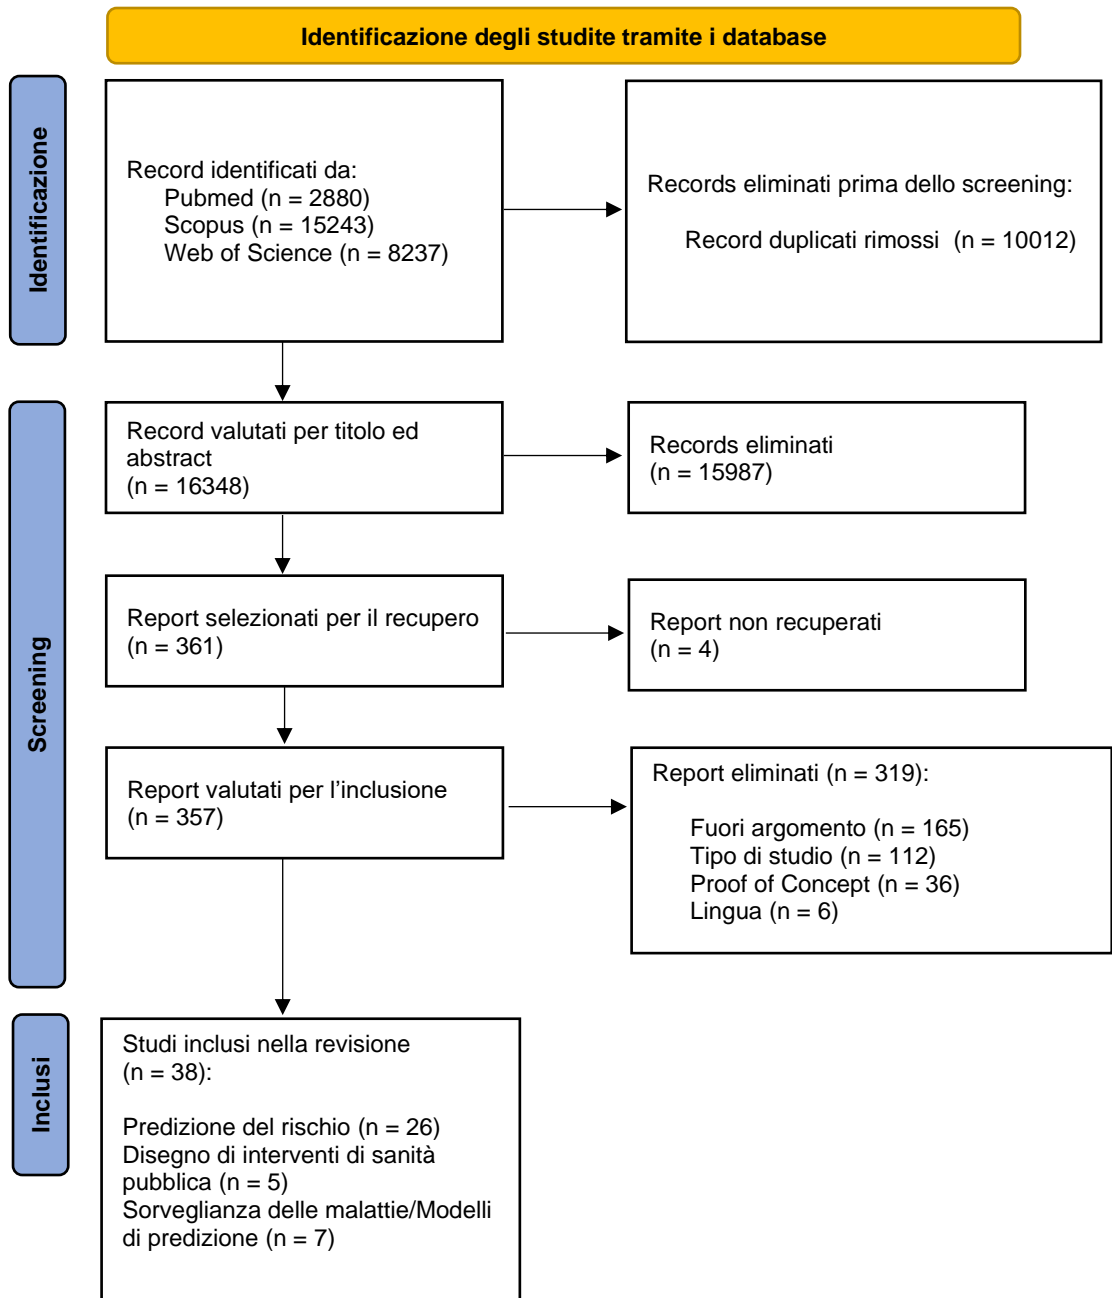 Identificazione degli studite tramite i database
Identificazione
Record identificati da:
Pubmed (n = 2880)
Scopus (n = 15243)
Web of Science (n = 8237)
Records eliminati prima dello screening:
Record duplicati rimossi (n = 10012)
Screening
Record valutati per titolo ed
abstract
(n = 16348)
Records eliminati
(n = 15987)
Report selezionati per il recupero
(n = 361)
Report non recuperati
(n = 4)
Report valutati per l’inclusione
(n = 357)
Report eliminati (n = 319):
Fuori argomento (n = 165)
Tipo di studio (n = 112)
Proof of Concept (n = 36)
Lingua (n = 6)
Inclusi
Studi inclusi nella revisione
(n = 38):
Predizione del rischio (n = 26)
Disegno di interventi di sanità
pubblica (n = 5)
Sorveglianza delle malattie/Modelli
di predizione (n = 7)